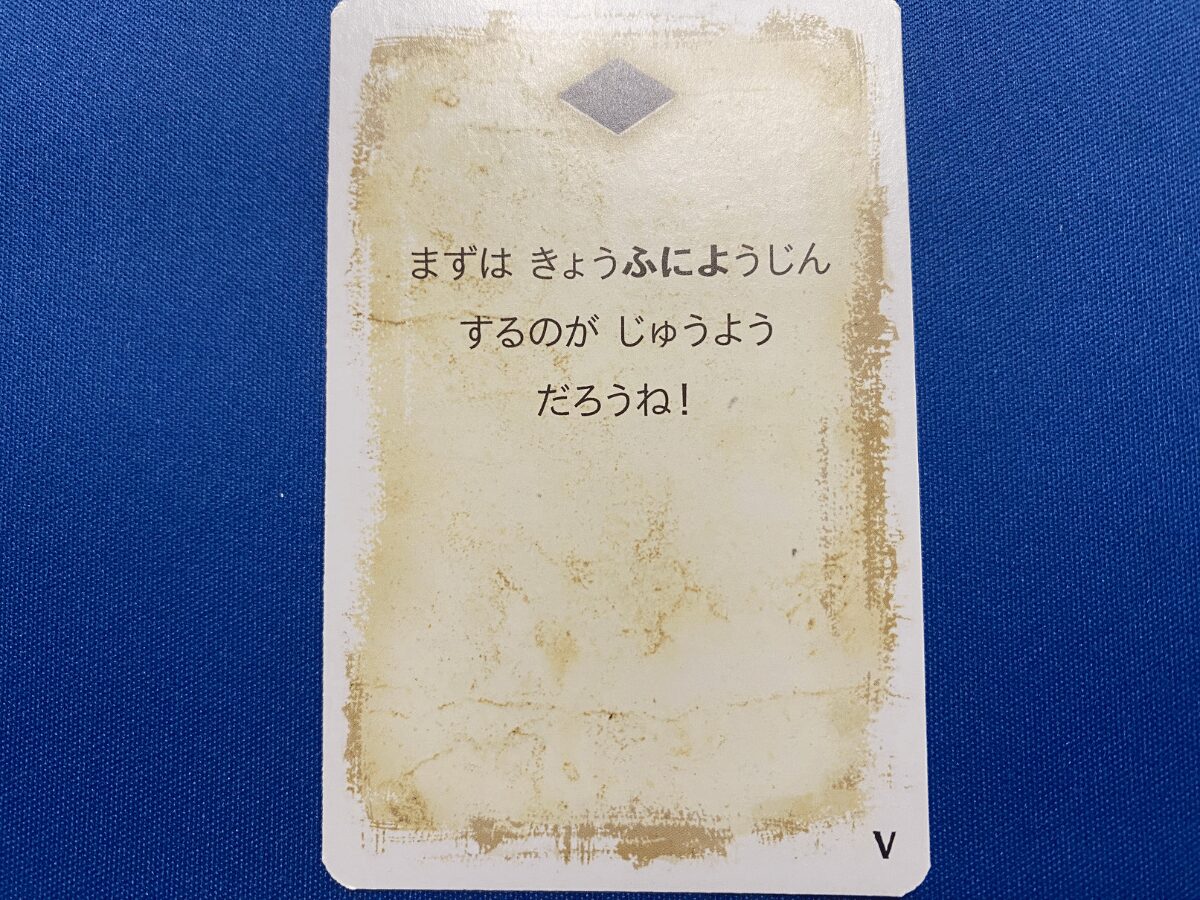 まずは きょうふにようじん
するのが じゅうよう
だろうね!
V